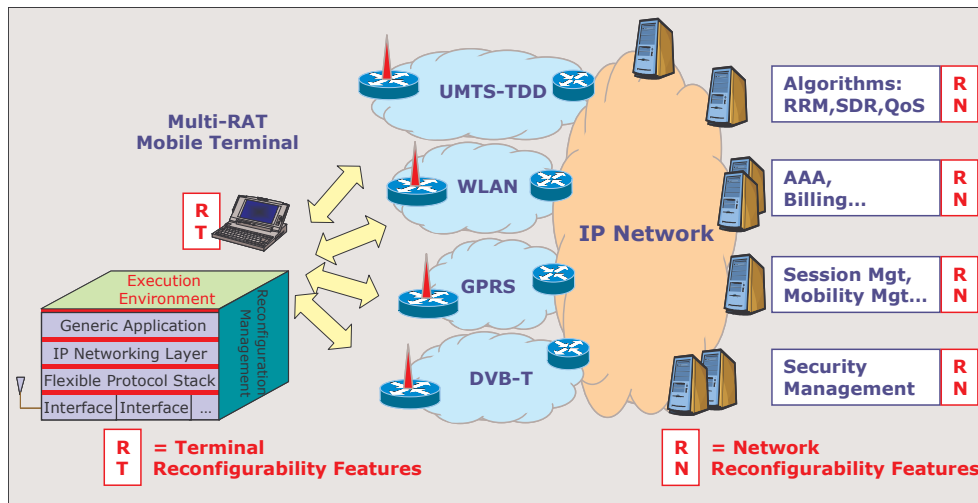 UMTS-TDD
Algorithms:
RRM,SDR,QoS
R
N
Multi-RAT
Mobile Terminal
WLAN
AAA,
Billing...
R
N
R
T
IP Network
Execution
Environment
Reconfiguration
Management
GPRS
Session Mgt,
Mobility Mgt...
R
N
Generic Application
IP Networking Layer
Flexible Protocol Stack
Interface Interface ...
DVB-T
Security
Management
R
N
R
T
= Terminal
Reconfigurability Features
R
N
= Network
Reconfigurability Features